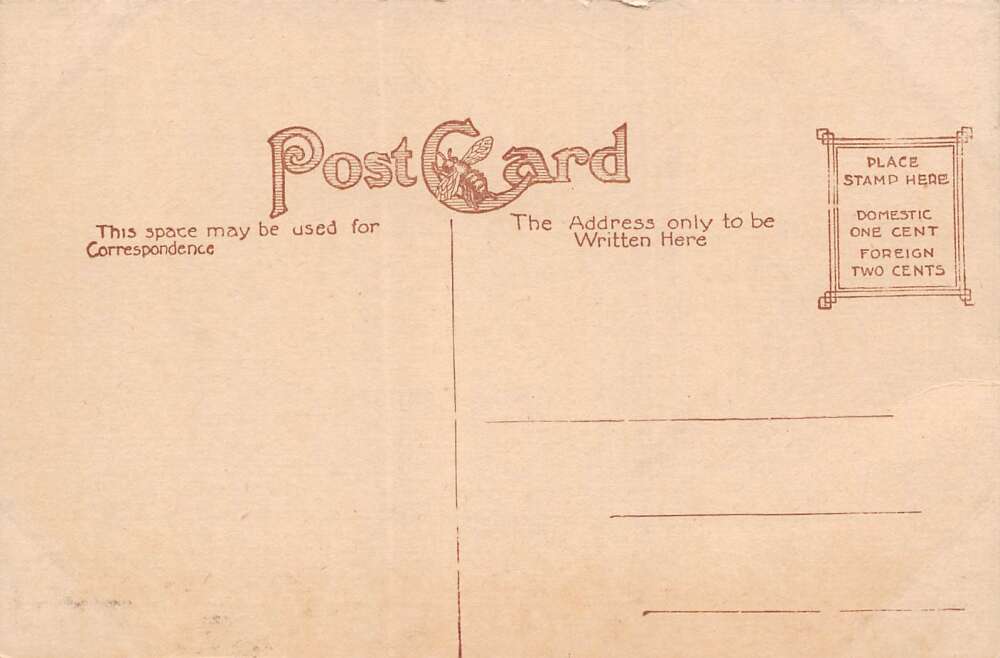 Post Card
This space may be used for
Correspondence
The Address only to be
Written Here
PLACE
STAMP HERE
DOMESTIC
ONE CENT
FOREIGN
TWO CENTS